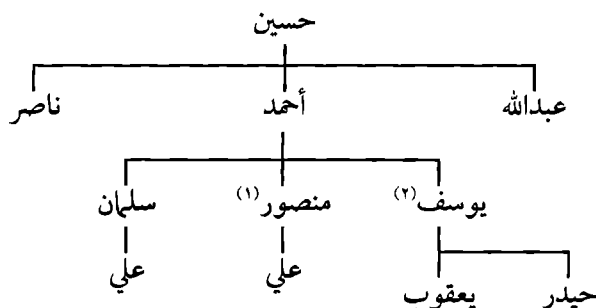 حسين
عبدالله أحمد ناصر
يوسف (٢) منصور (١) سلمان
حيدر يعقوب علي علي